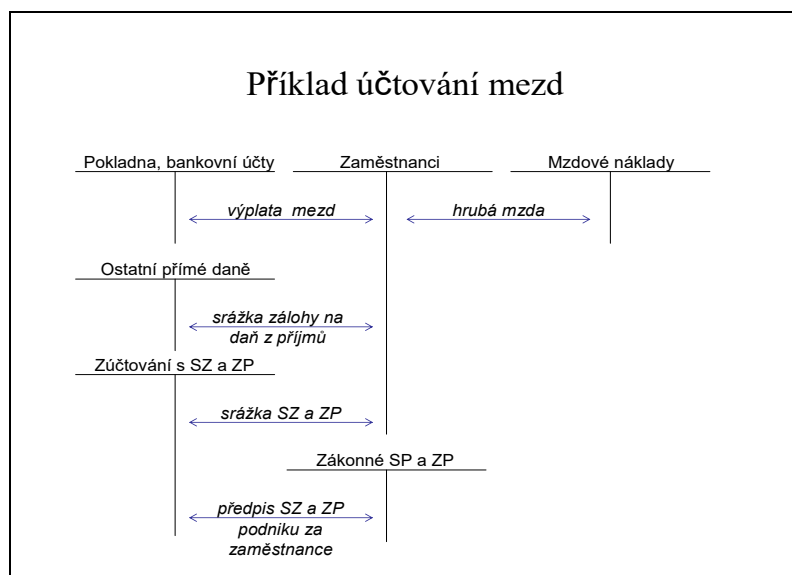 Příklad účtování mezd
Pokladna, bankovní účty
Zaměstnanci
Mzdové náklady
výplata mezd
hrubá mzda
Ostatní přímé daně
srážka zálohy na
daň z příjmů
Zúčtování s SZ a ZP
srážka SZ a ZP
Zákonné SP a ZP
předpis SZ a ZP
podniku za
zaměstnance